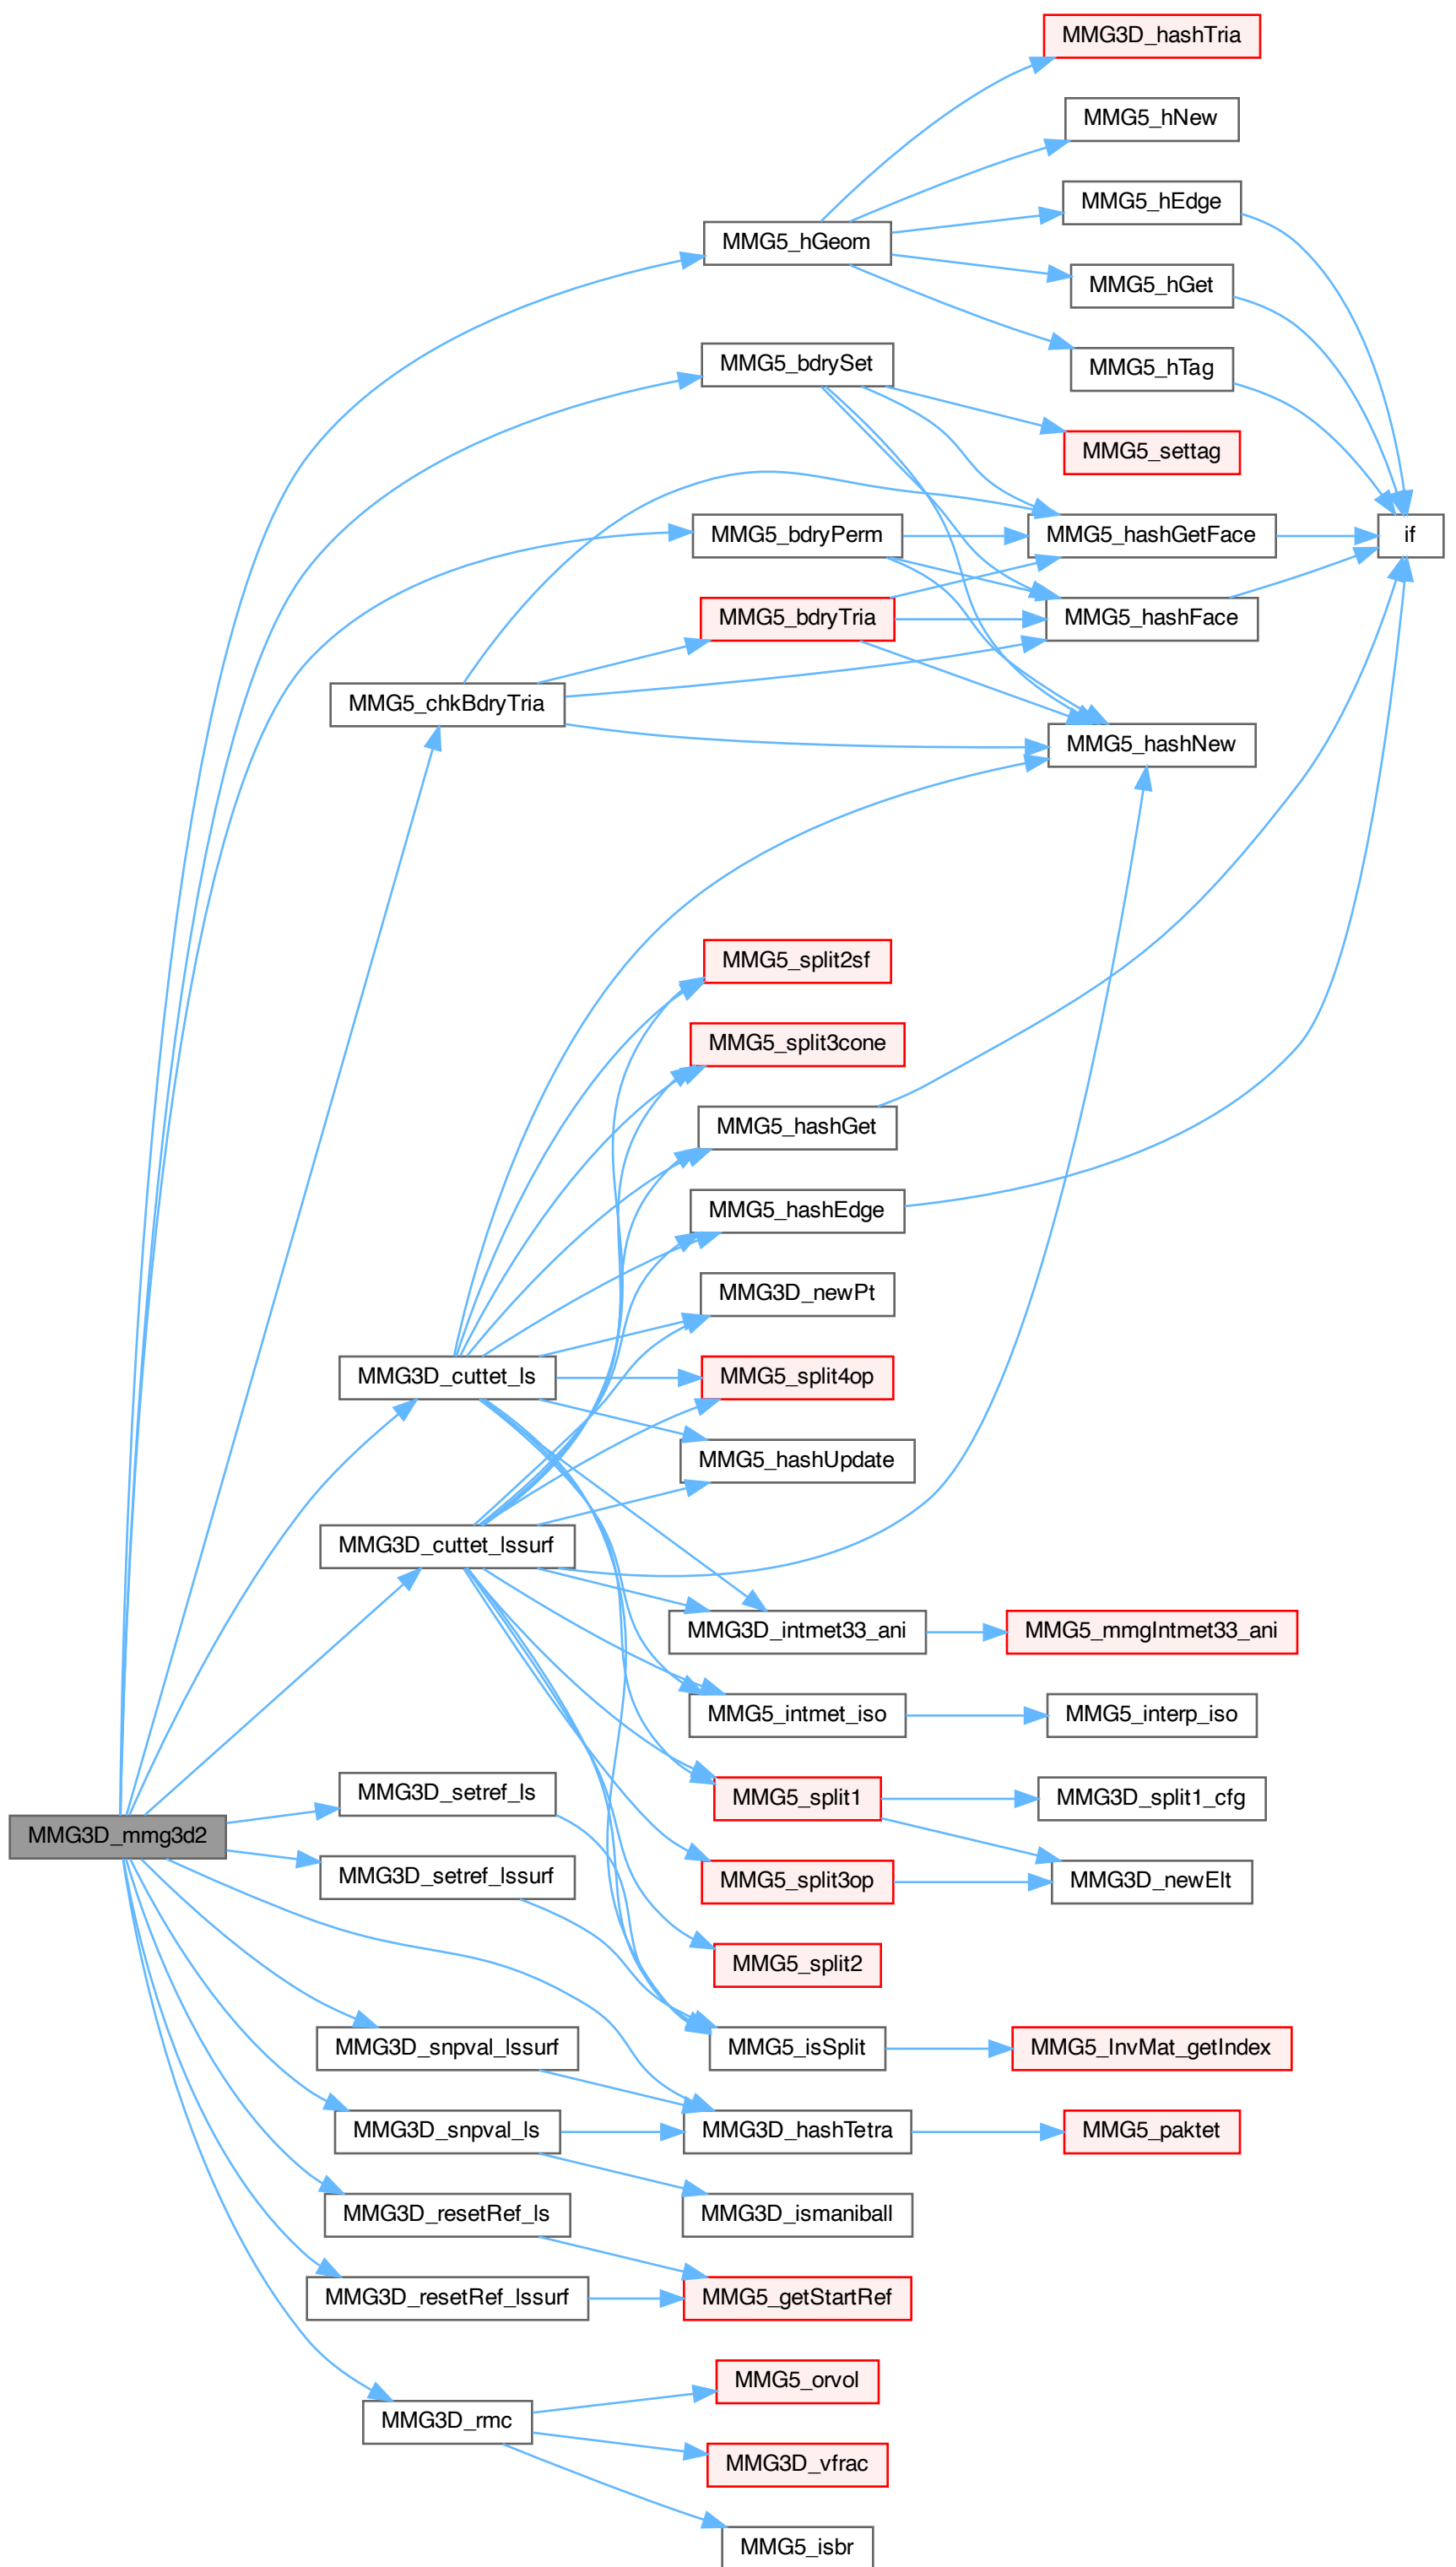 MMG3D_hashTria
MMG5_hNew
MMG5_hEdge
MMG5_hGeom
MMG5_hGet
MMG5_hTag
MMG5_bdrySet
MMG5_settag
MMG5_bdryPerm
MMG5_hashGetFace
if
MMG5_bdryTria
MMG5_hashFace
MMG5_chkBdryTria
MMG5_hashNew
MMG5_split2sf
MMG5_split3cone
MMG5_hashGet
MMG5_hashEdge
MMG3D_newPt
MMG3D_cuttet_ls
MMG5_split4op
MMG5_hashUpdate
MMG3D_cuttet_lssurf
MMG3D_intmet33_ani
MMG5_mmgIntmet33_ani
MMG5_intmet_iso
MMG5_interp_iso
MMG3D_setref_ls
MMG5_split1
MMG3D_split1_cfg
MMG3D_mmg3d2
MMG3D_setref_lssurf
MMG5_split3op
MMG3D_newElt
MMG5_split2
MMG3D_snpval_lssurf
MMG5_isSplit
MMG5_InvMat_getIndex
MMG3D_snpval_ls
MMG3D_hashTetra
MMG5_paktet
MMG3D_resetRef_ls
MMG3D_ismaniball
MMG3D_resetRef_lssurf
MMG5_getStartRef
MMG5_orvol
MMG3D_rmc
MMG3D_vfrac
MMG5_isbr